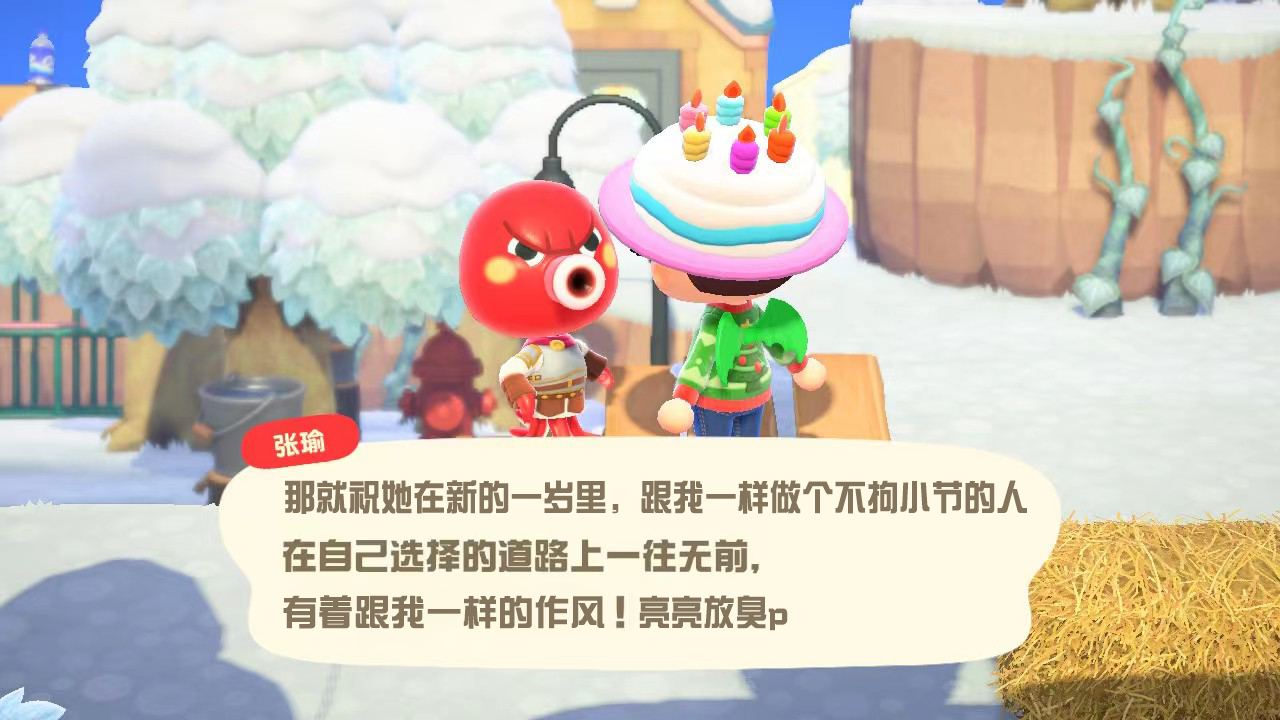 张瑜
那就祝她在新的一岁里，跟我一样做个不拘小节的人
在自己选择的道路上一往无前，
有着跟我一样的作风！亮亮放臭p